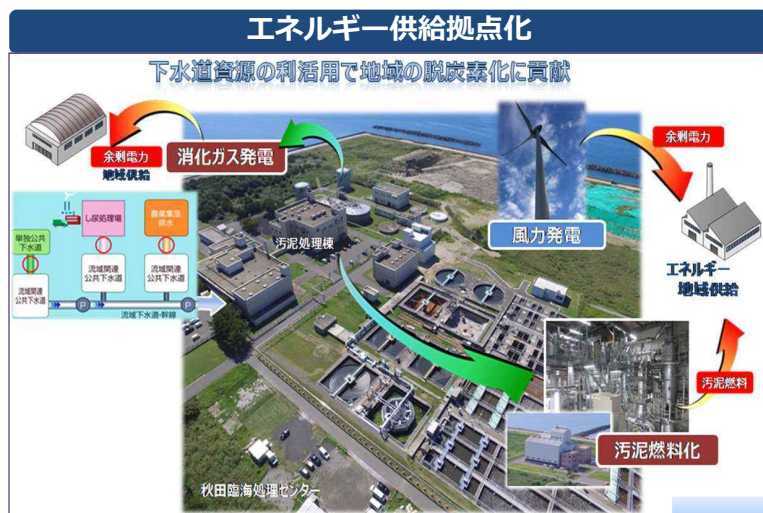 エネルギー供給拠点化
下水道資源の利活用で地域の脱炭素化に貢献
余剰電力
地域供給
消化ガス発電
余剰電力
風力発電
エネルギー
地域供給
単独公共
下水道
し尿処理場
農業集落
排水
流域関連
公共下水道
流域関連
公共下水道
流域関連
公共下水道
P
P
流域下水道・幹線
汚泥処理棟
汚泥燃料
汚泥燃料化
秋田臨海処理センター